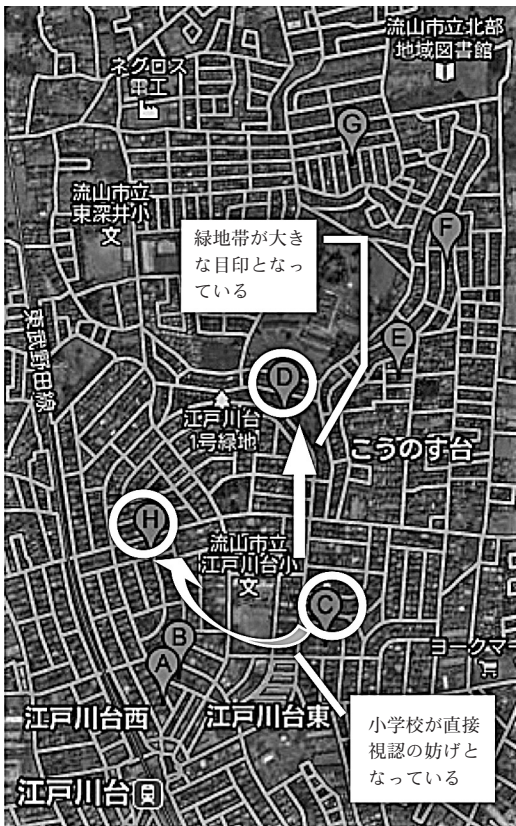 流山市立北部
地域図書館
ネグロス
電工
G
流山市立
東深井小
文
F
緑地帯が大き
な目印となっ
ている
東武野田線
E
D
江戸川台
1号緑地
こうのす台
H
流山市立
江戸川台小
文
C
B
A
ヨークマー
江戸川台西
江戸川台東
小学校が直接
視認の妨げと
なっている
江戸川台